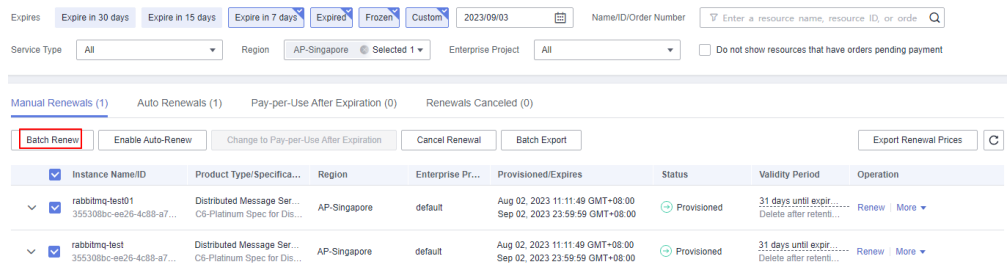 Expires Expire in 30 days Expire in 15 days Expire in 7 days Expired Frozen Custom 2023/09/03 Name/ID/Order Number Enter a resource name, resource ID, or orde
Service Type All Region AP-Singapore Selected 1 Enterprise Project All Do not show resources that have orders pending payment
Manual Renewals (1) Auto Renewals (1) Pay-per-Use After Expiration (0) Renewals Canceled (0)
Batch Renew Enable Auto-Renew Change to Pay-per-Use After Expiration Cancel Renewal Batch Export Export Renewal Prices
Instance Name/ID Product Type/Specifica... Region Enterprise Pr... Provisioned/Expires Status Validity Period Operation
rabbitmq-test01 Distributed Message Ser... AP-Singapore default Aug 02, 2023 11:11:49 GMT+08:00 Provisioned 31 days until expir... Renew More
355308bc-ee26-4c88-a7... C6-Platinum Spec for Dis... Sep 02, 2023 23:59:59 GMT+08:00 Delete after retenti...
rabbitmq-test Distributed Message Ser... AP-Singapore default Aug 02, 2023 11:11:49 GMT+08:00 Provisioned 31 days until expir... Renew More
355308bc-ee26-4c88-a7... C6-Platinum Spec for Dis... Sep 02, 2023 23:59:59 GMT+08:00 Delete after retenti...